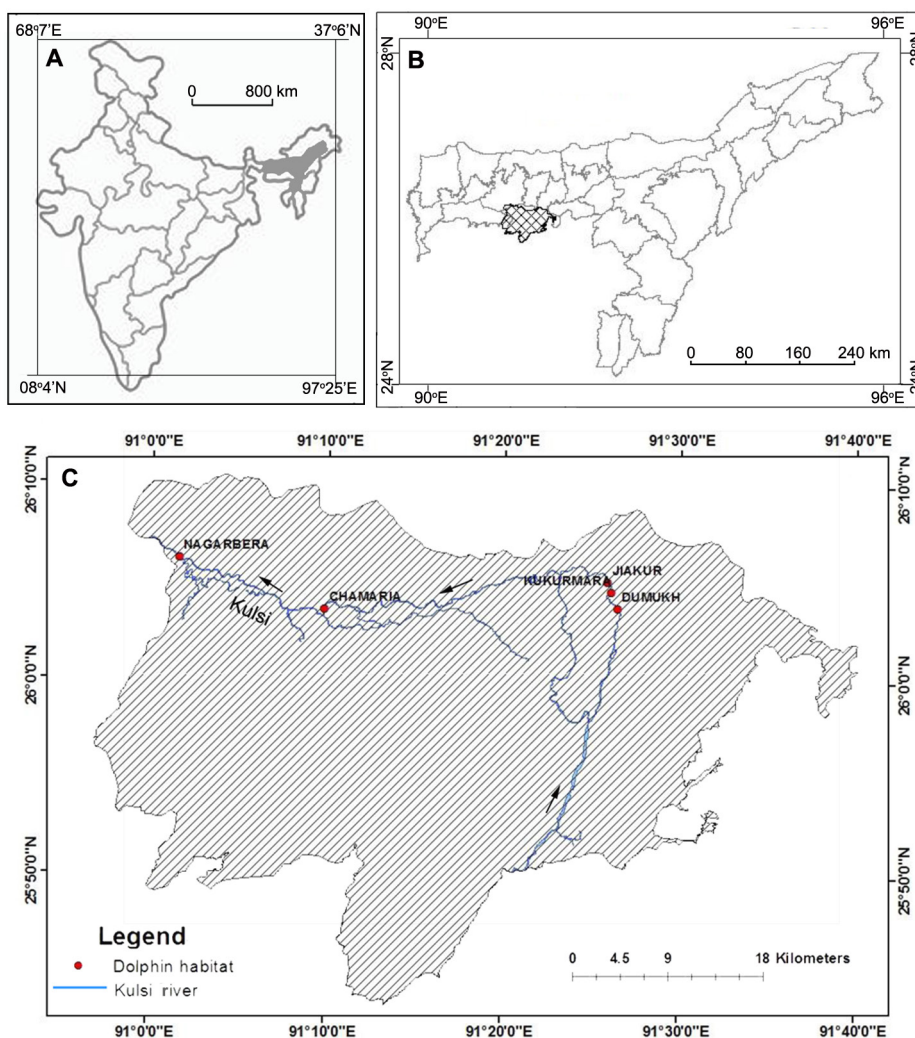 68°7'E 37°6'N
A
0 800 km
08°4'N 97°25'E
90°E 96°E
28°N 28°N
B
0 80 160 240 km
24°N 24°N
90°E 96°E
91°0'0"E 91°10'0"E 91°20'0"E 91°30'0"E 91°40'0"E
C
26°10'0"N 26°10'0"N
NAGARBERA
JIAKUR
KUKURMARA
CHAMARIA
DUMUKH
Kulsi
26°0'0"N 26°0'0"N
25°50'0"N 25°50'0"N
Legend
Dolphin habitat
Kulsi river
0 4.5 9 18 Kilometers
91°0'0"E 91°10'0"E 91°20'0"E 91°30'0"E 91°40'0"E